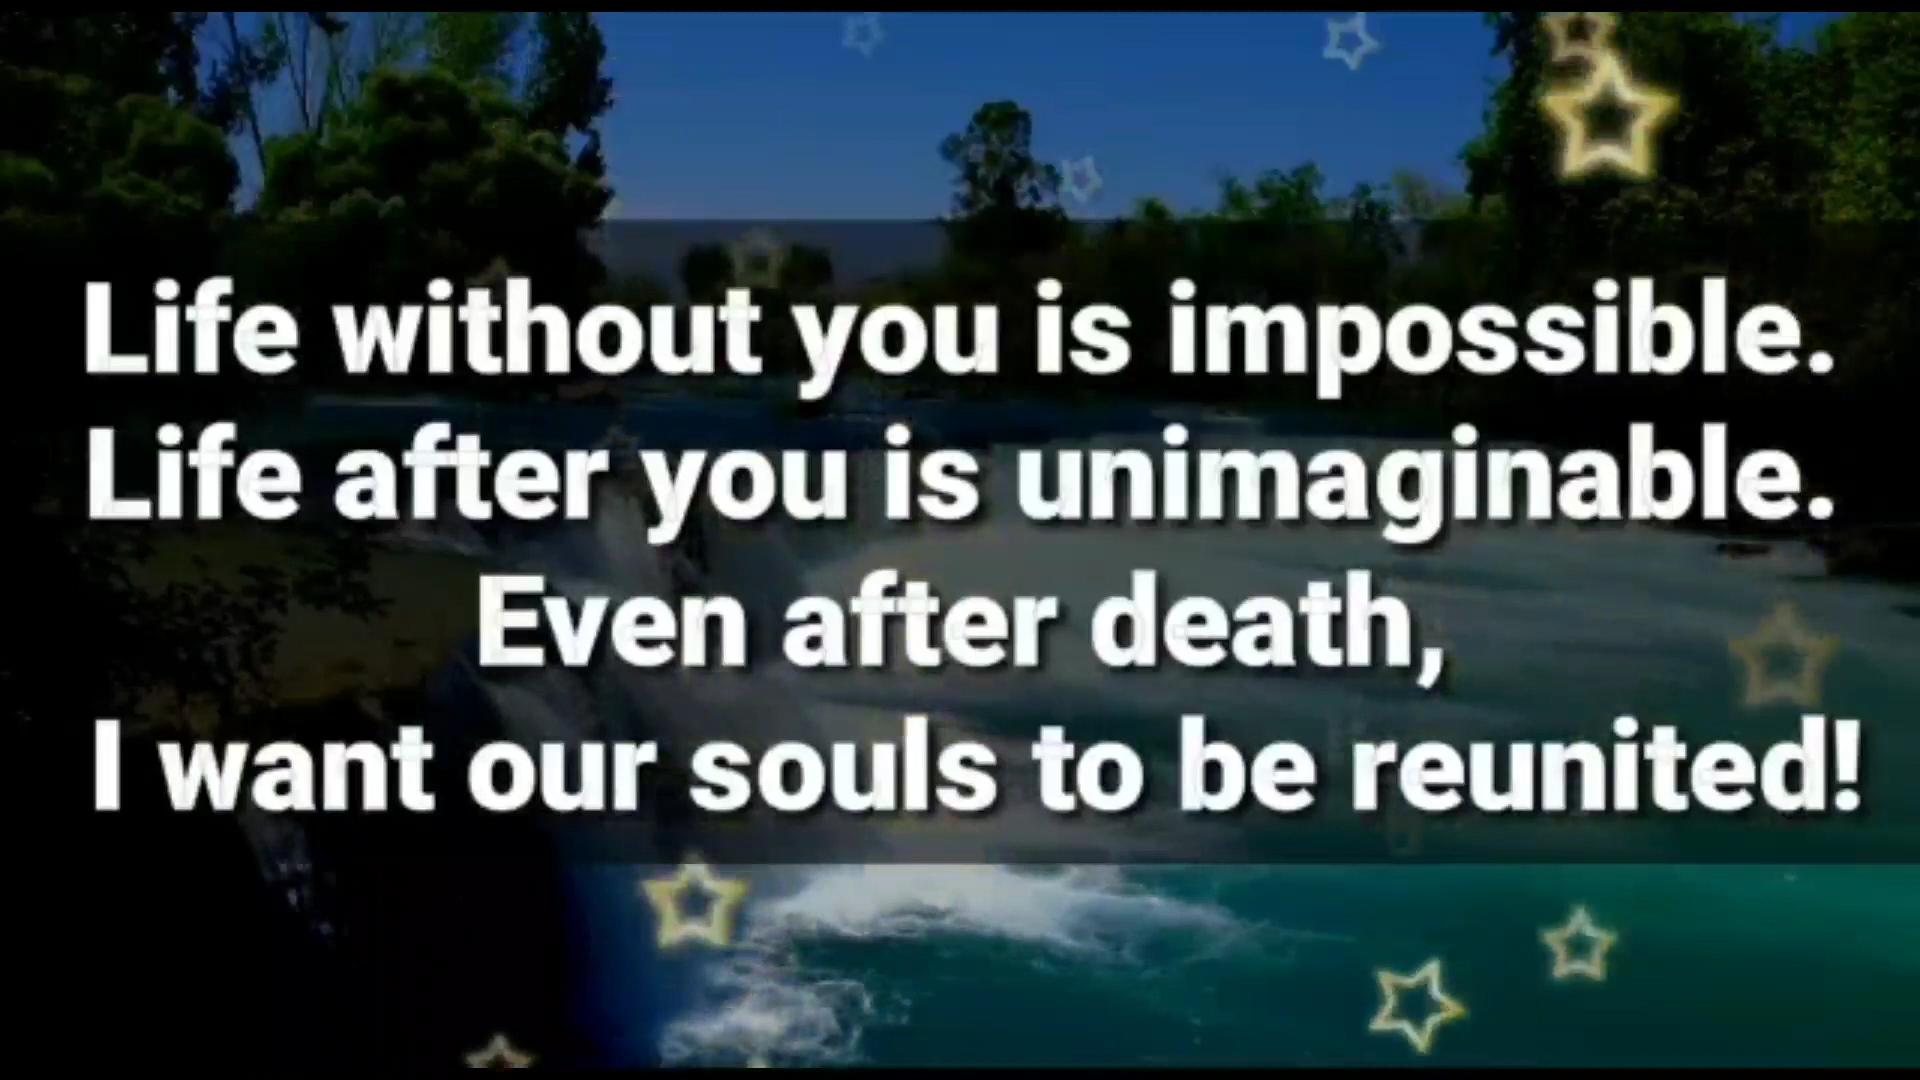 Life without you is impossible.
Life after you is unimaginable.
Even after death,
I want our souls to be reunited!